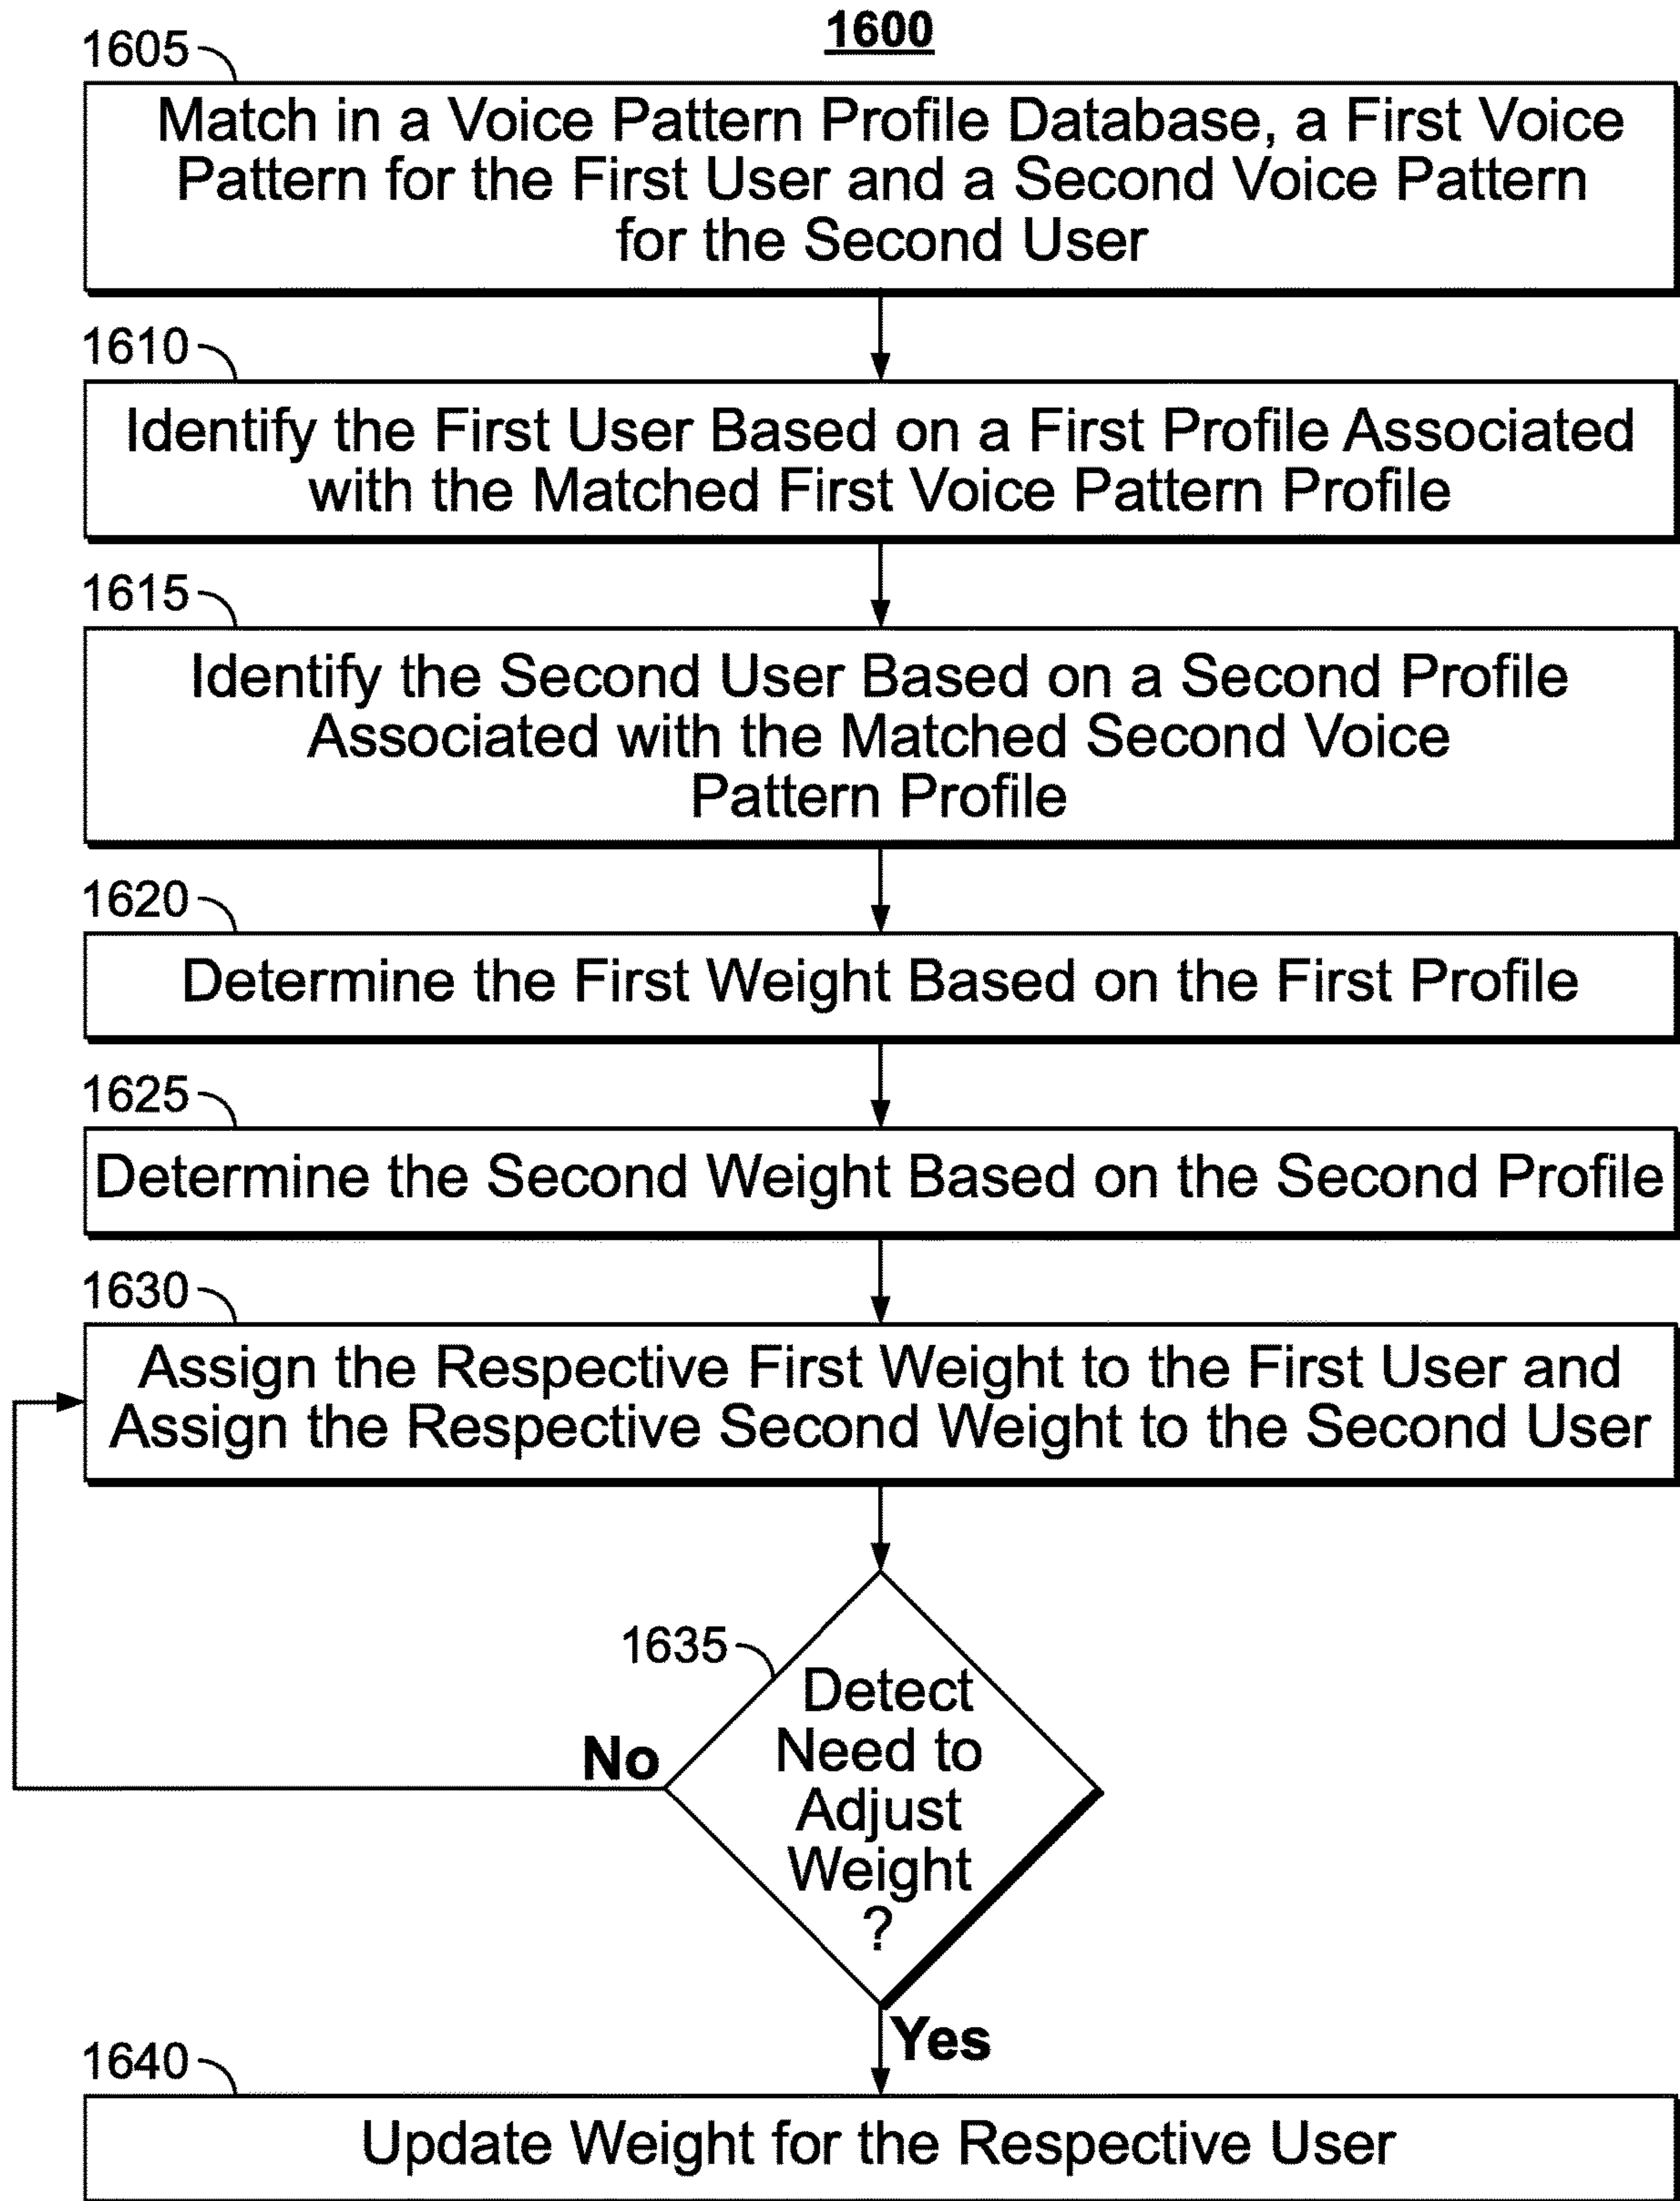 1600
1605
Match in a Voice Pattern Profile Database, a First Voice
Pattern for the First User and a Second Voice Pattern
for the Second User
1610
Identify the First User Based on a First Profile Associated
with the Matched First Voice Pattern Profile
1615
Identify the Second User Based on a Second Profile
Associated with the Matched Second Voice
Pattern Profile
1620
Determine the First Weight Based on the First Profile
1625
Determine the Second Weight Based on the Second Profile
1630
Assign the Respective First Weight to the First User and
Assign the Respective Second Weight to the Second User
1635
Detect
Need to
Adjust
Weight
?
No
Yes
1640
Update Weight for the Respective User